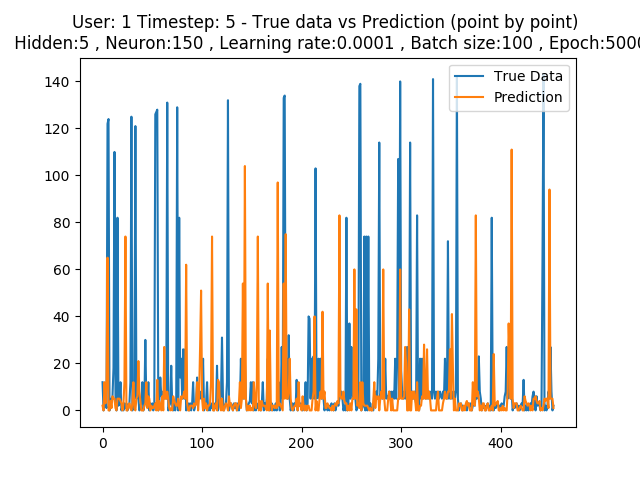 User: 1 Timestep: 5 - True data vs Prediction (point by point)
Hidden:5 , Neuron:150 , Learning rate:0.0001 , Batch size:100 , Epoch:5000
True Data
Prediction
140
120
100
80
60
40
20
0
0 100 200 300 400